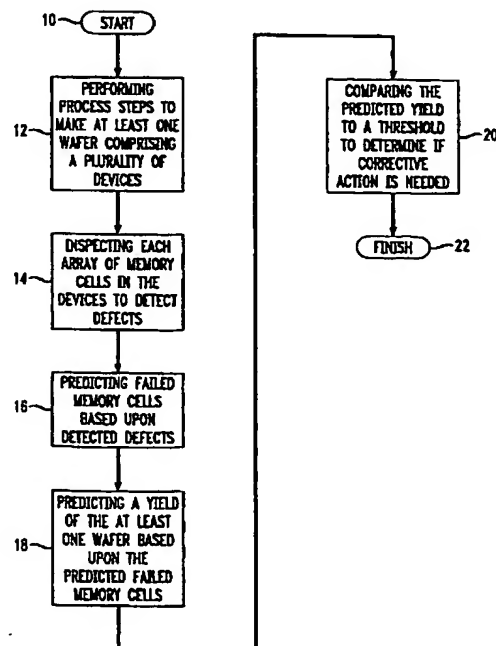 10
START
12
PERFORMING
PROCESS STEPS TO
MAKE AT LEAST ONE
WAFER COMPRISING
A PLURALITY OF
DEVICES
14
INSPECTING EACH
ARRAY OF MEMORY
CELLS IN THE
DEVICES TO DETECT
DEFECTS
16
PREDICTING FAILED
MEMORY CELLS
BASED UPON
DETECTED DEFECTS
18
PREDICTING A YIELD
OF THE AT LEAST
ONE WAFER BASED
UPON THE
PREDICTED FAILED
MEMORY CELLS
COMPARING THE
PREDICTED YIELD
TO A THRESHOLD
TO DETERMINE IF
CORRECTIVE
ACTION IS NEEDED
20
FINISH
22